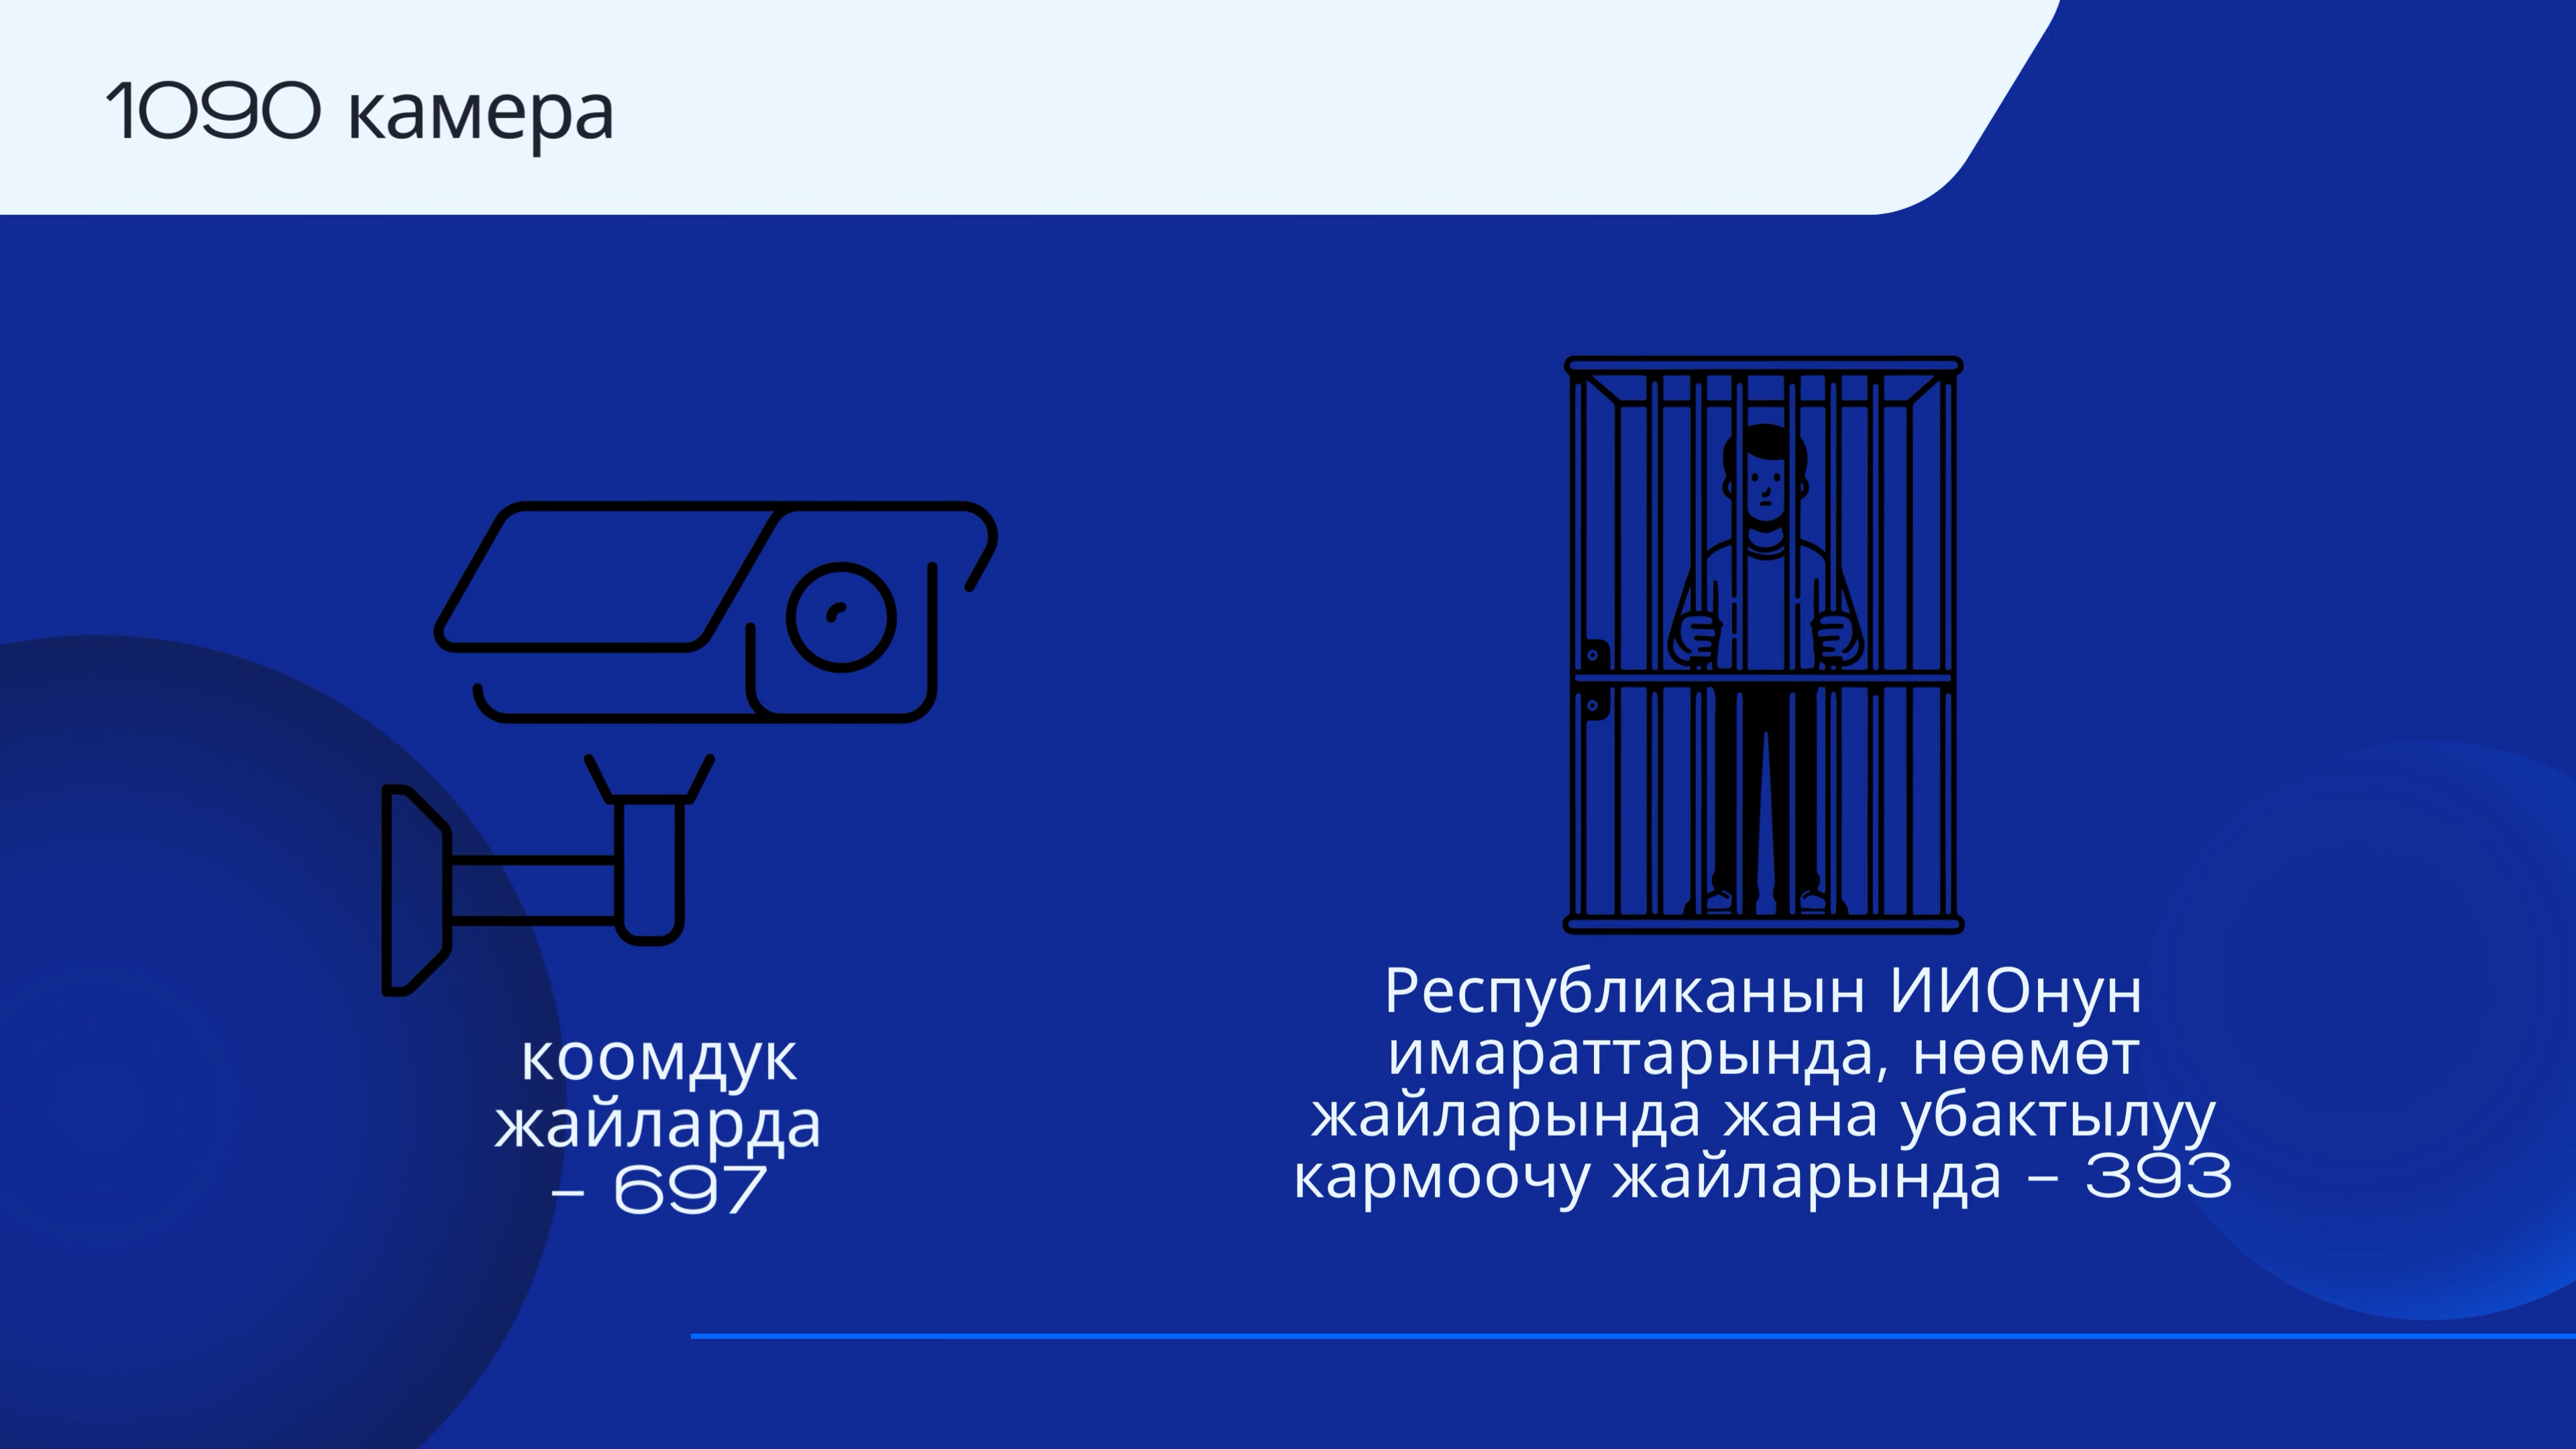 1090 камера
коомдук
жайларда
– 697
Республиканын ИИОнун
имараттарында, нөөмөт
жайларында жана убактылуу
кармоочу жайларында – 393